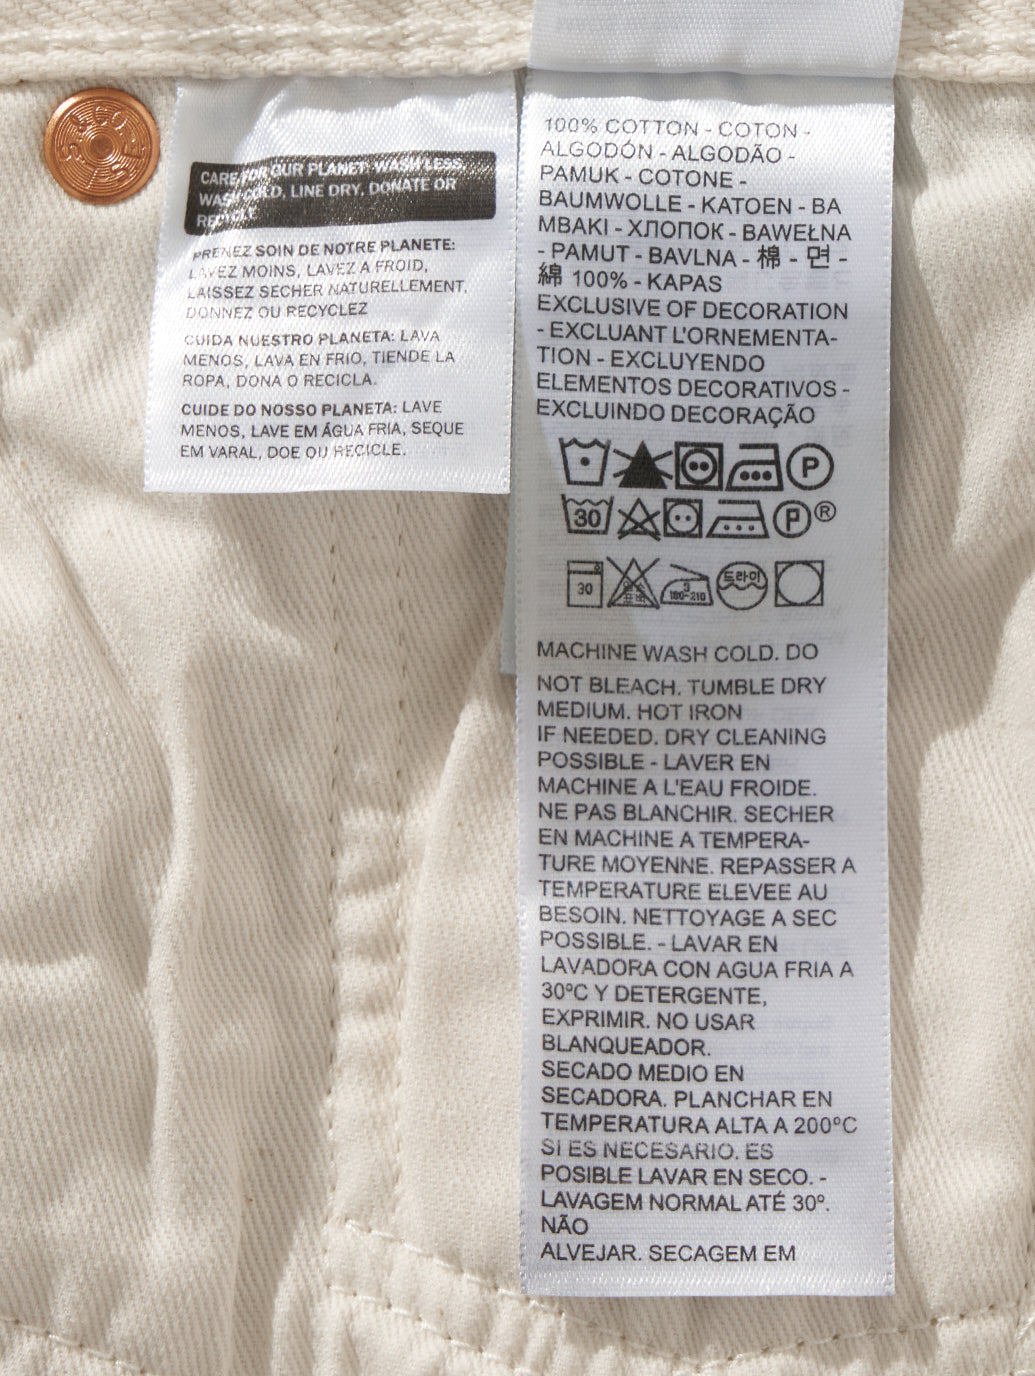 CARE FOR OUR PLANET: WASH LESS,
WASH COLD, LINE DRY, DONATE OR
RECYCLE
PRENEZ SOIN DE NOTRE PLANETE:
LAVEZ MOINS, LAVEZ A FROID,
LAISSEZ SECHER NATURELLEMENT,
DONNEZ OU RECYCLEZ
CUIDA NUESTRO PLANETA: LAVA
MENOS, LAVA EN FRIO, TIENDE LA
ROPA, DONA O RECICLA.
CUIDE DO NOSSO PLANETA: LAVE
MENOS, LAVE EM ÁGUA FRIA, SEQUE
EM VARAL, DOE OU RECICLE.
100% COTTON - COTON -
ALGODÓN - ALGODÃO -
PAMUK - COTONE -
BAUMWOLLE - KATOEN - BA
MBAKI - ХЛОПОК - BAWEŁNA
- PAMUT - BAVLNA - 棉 - 면 -
綿 100% - KAPAS
EXCLUSIVE OF DECORATION
- EXCLUANT L'ORNEMENTA-
TION - EXCLUYENDO
ELEMENTOS DECORATIVOS -
EXCLUINDO DECORAÇÃO
P
30 P ®
30 3 180-210 드라이
MACHINE WASH COLD. DO
NOT BLEACH. TUMBLE DRY
MEDIUM. HOT IRON
IF NEEDED. DRY CLEANING
POSSIBLE - LAVER EN
MACHINE A L'EAU FROIDE.
NE PAS BLANCHIR. SECHER
EN MACHINE A TEMPERA-
TURE MOYENNE. REPASSER A
TEMPERATURE ELEVEE AU
BESOIN. NETTOYAGE A SEC
POSSIBLE. - LAVAR EN
LAVADORA CON AGUA FRIA A
30ºC Y DETERGENTE,
EXPRIMIR. NO USAR
BLANQUEADOR.
SECADO MEDIO EN
SECADORA. PLANCHAR EN
TEMPERATURA ALTA A 200ºC
SI ES NECESARIO. ES
POSIBLE LAVAR EN SECO. -
LAVAGEM NORMAL ATÉ 30º.
NÃO
ALVEJAR. SECAGEM EM